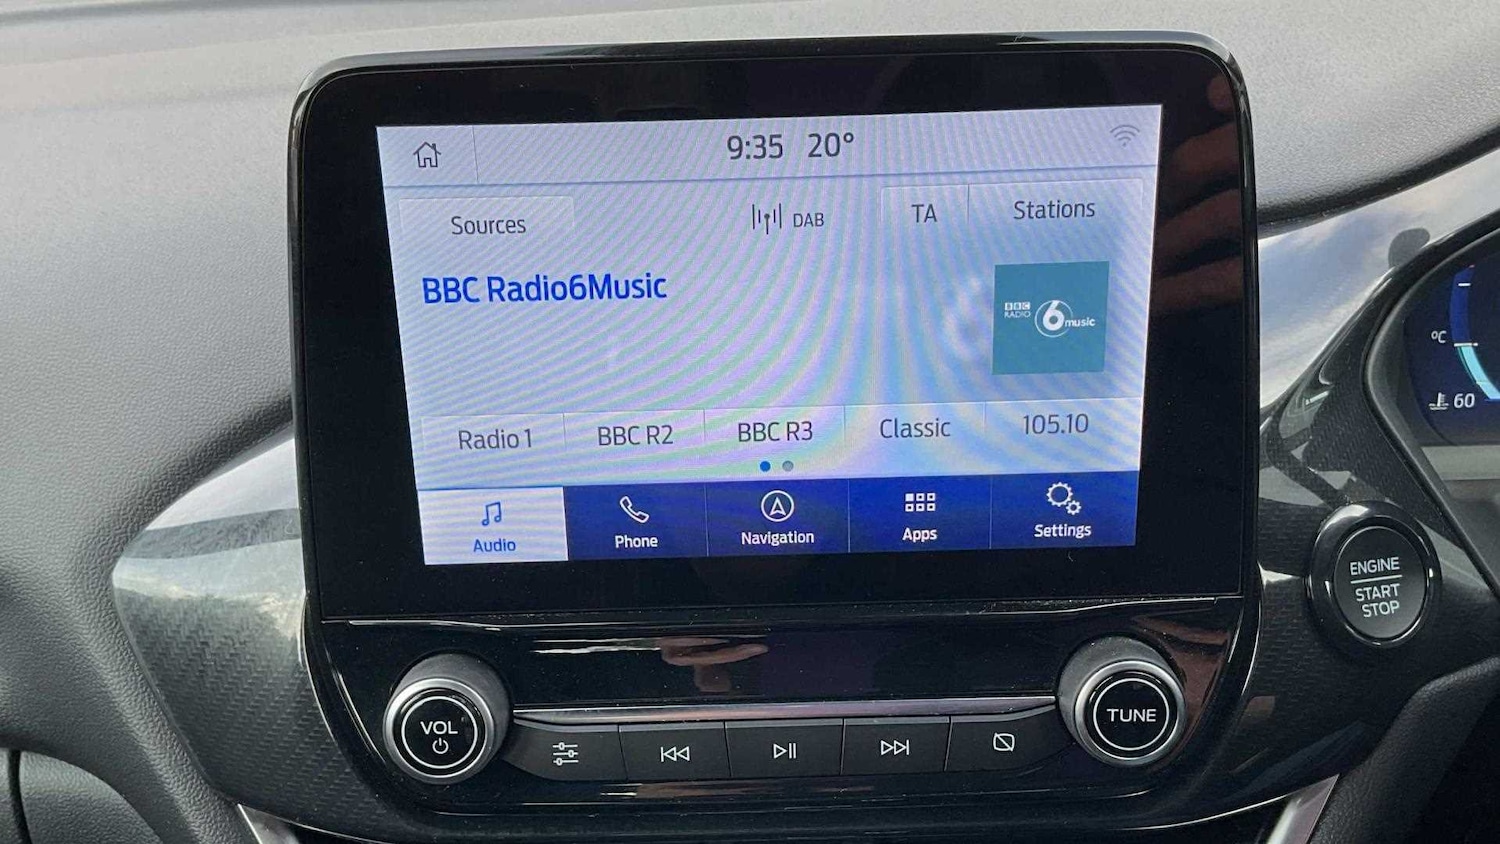 9:35 20°
Sources
DAB
TA
Stations
BBC Radio6Music
BBC
RADIO
6
music
Radio 1
BBC R2
BBC R3
Classic
105.10
Audio
Phone
Navigation
Apps
Settings
VOL
TUNE
ENGINE
START
STOP
°C
60